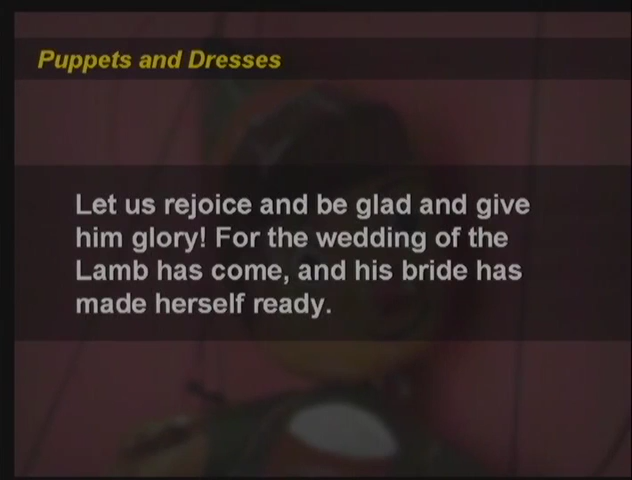 Puppets and Dresses
Let us rejoice and be glad and give
him glory! For the wedding of the
Lamb has come, and his bride has
made herself ready.